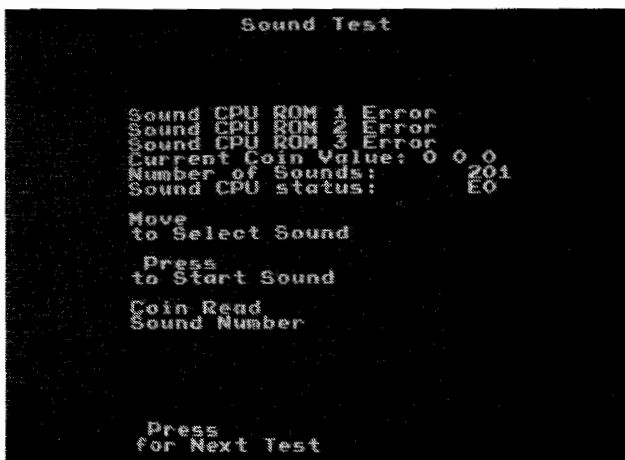 Sound Test
Sound CPU ROM 1 Error
Sound CPU ROM 2 Error
Sound CPU ROM 3 Error
Current Coin Value: 0 0 0
Number of Sounds: 201
Sound CPU status: E0
Move
to Select Sound
Press
to Start Sound
Coin Read
Sound Number
Press
for Next Test